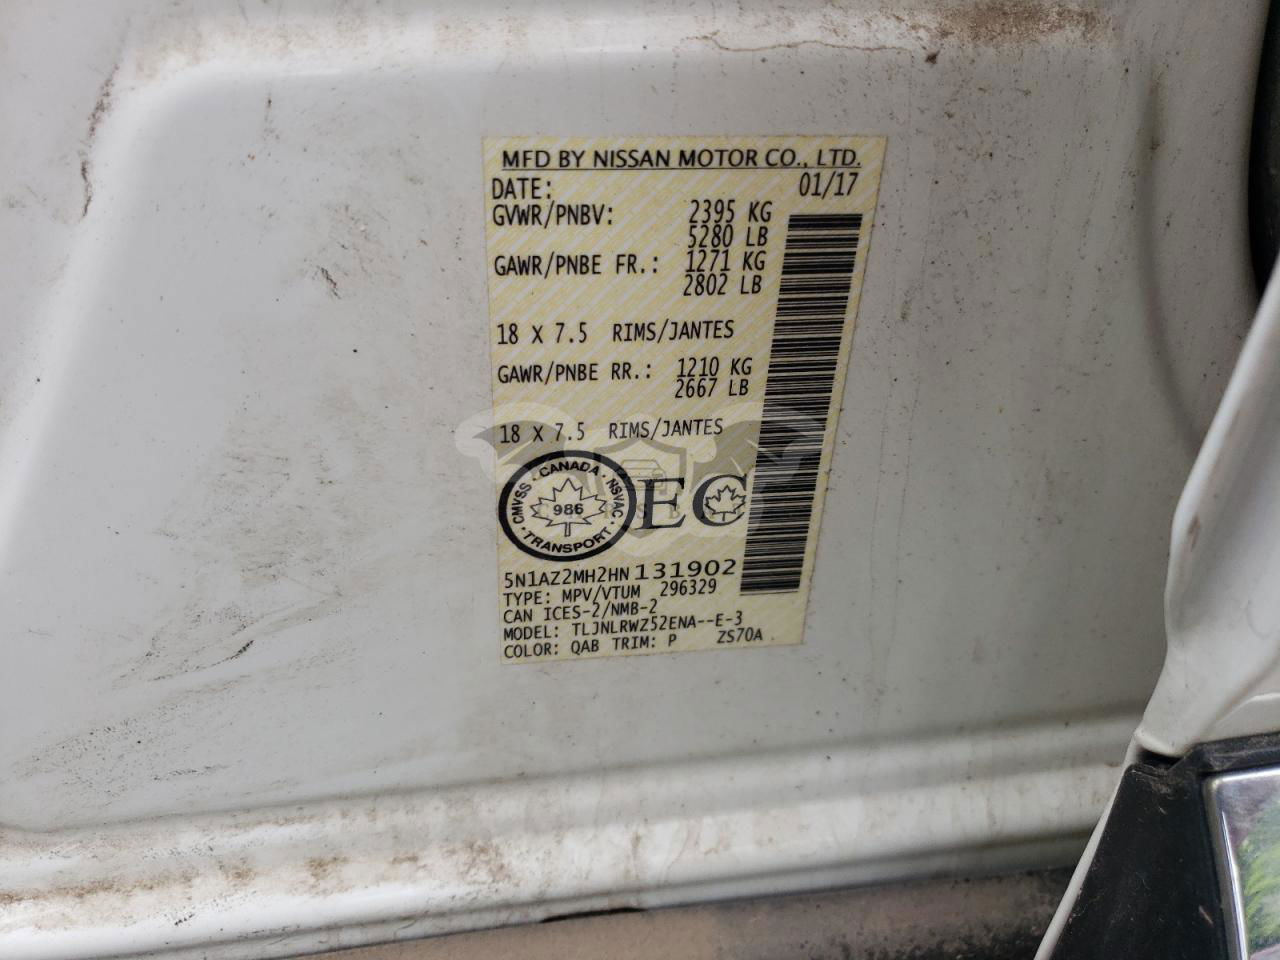 MFD BY NISSAN MOTOR CO., LTD.
DATE: 01/17
GVWR/PNBV: 2395 KG
5280 LB
GAWR/PNBE FR.: 1271 KG
2802 LB
18 X 7.5 RIMS/JANTES
GAWR/PNBE RR.: 1210 KG
2667 LB
18 X 7.5 RIMS/JANTES
CMVSS · CANADA · NSVAC · TRANSPORT ·
986
EC
5N1AZ2MH2HN131902
TYPE: MPV/VTUM 296329
CAN ICES-2/NMB-2
MODEL: TLJNLRWZ52ENA--E-3
COLOR: QAB TRIM: P ZS70A